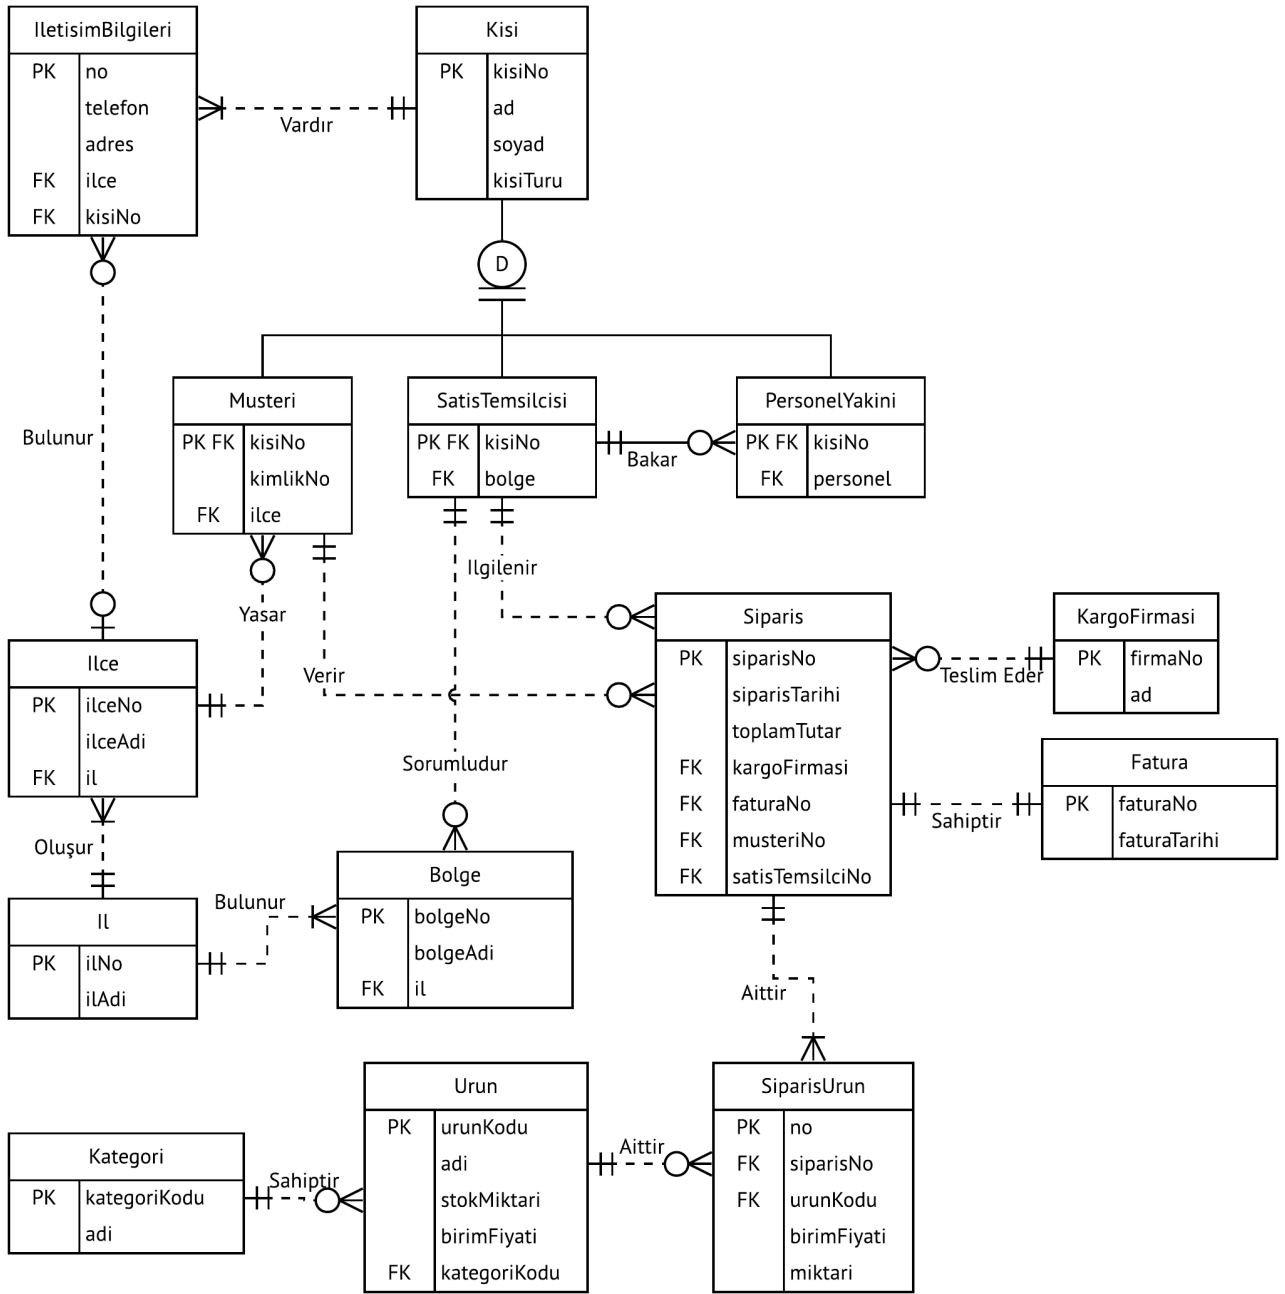 IletisimBilgileri
PK no
telefon
adres
FK ilce
FK kisiNo
Vardır
Kisi
PK kisiNo
ad
soyad
kisiTuru
D
Bulunur
Musteri
PK FK kisiNo
kimlikNo
FK ilce
SatisTemsilcisi
PK FK kisiNo
FK bolge
Bakar
PersonelYakini
PK FK kisiNo
FK personel
Yasar
Ilgilenir
Verir
Sorumludur
Ilce
PK ilceNo
ilceAdi
FK il
Siparis
PK siparisNo
siparisTarihi
toplamTutar
FK kargoFirmasi
FK faturaNo
FK musteriNo
FK satisTemsilciNo
Teslim Eder
KargoFirmasi
PK firmaNo
ad
Sahiptir
Fatura
PK faturaNo
faturaTarihi
Oluşur
Il
PK ilNo
ilAdi
Bulunur
Bolge
PK bolgeNo
bolgeAdi
FK il
Aittir
Kategori
PK kategoriKodu
adi
Sahiptir
Urun
PK urunKodu
adi
stokMiktari
birimFiyati
FK kategoriKodu
Aittir
SiparisUrun
PK no
FK siparisNo
FK urunKodu
birimFiyati
miktari